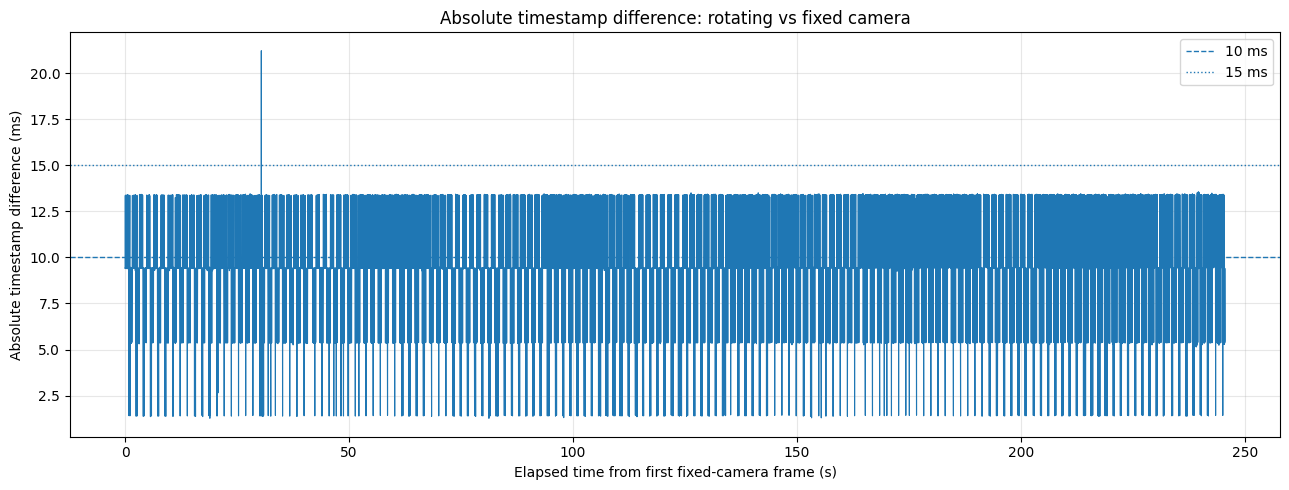 Absolute timestamp difference: rotating vs fixed camera
10 ms
15 ms
Absolute timestamp difference (ms)
20.0
17.5
15.0
12.5
10.0
7.5
5.0
2.5
0
50
100
150
200
250
Elapsed time from first fixed-camera frame (s)